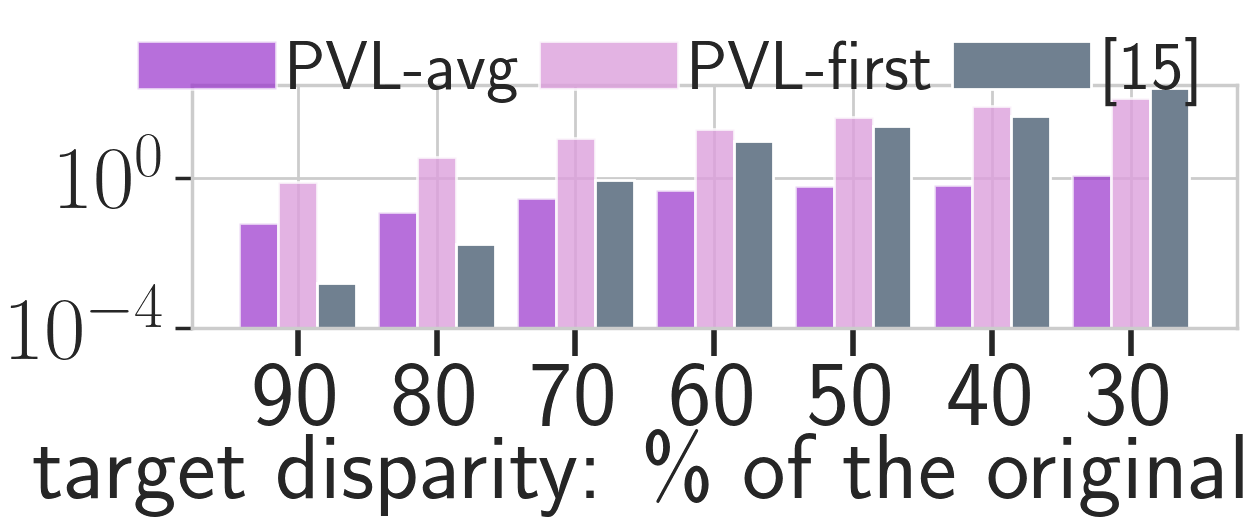 PVL-avg PVL-first [15]
10^0
10^−4
90 80 70 60 50 40 30
target disparity: % of the original